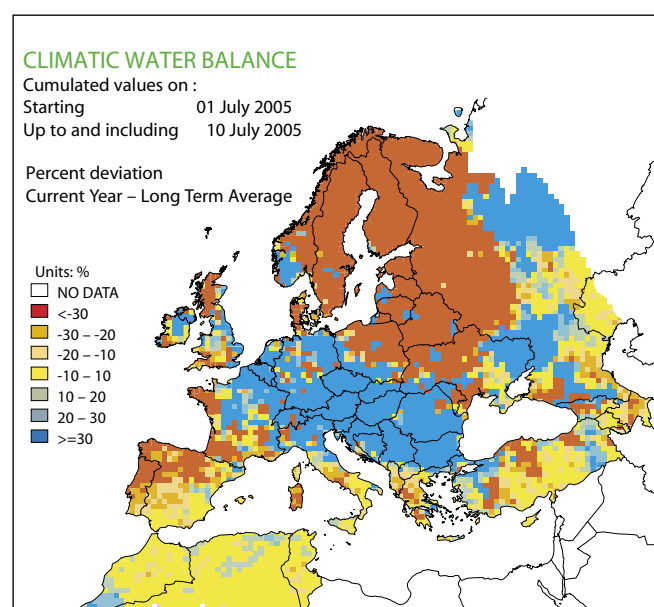 CLIMATIC WATER BALANCE
Cumulated values on :
Starting 01 July 2005
Up to and including 10 July 2005
Percent deviation
Current Year – Long Term Average
Units: %
NO DATA
<-30
-30 – -20
-20 – -10
-10 – 10
10 – 20
20 – 30
>=30